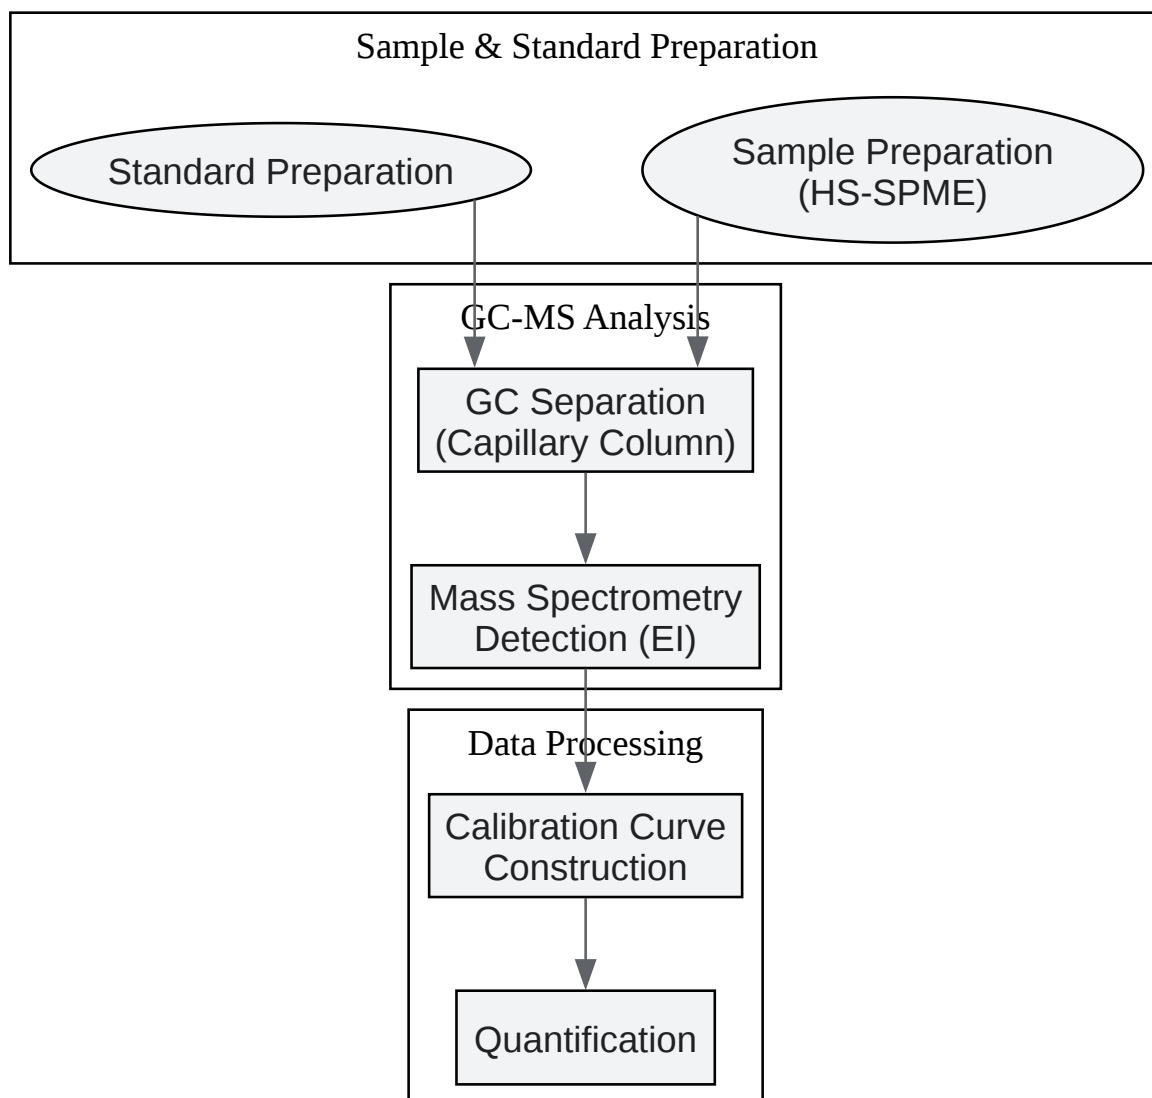 Sample & Standard Preparation
Standard Preparation
Sample Preparation
(HS-SPME)
GC-MS Analysis
GC Separation
(Capillary Column)
Mass Spectrometry
Detection (EI)
Data Processing
Calibration Curve
Construction
Quantification